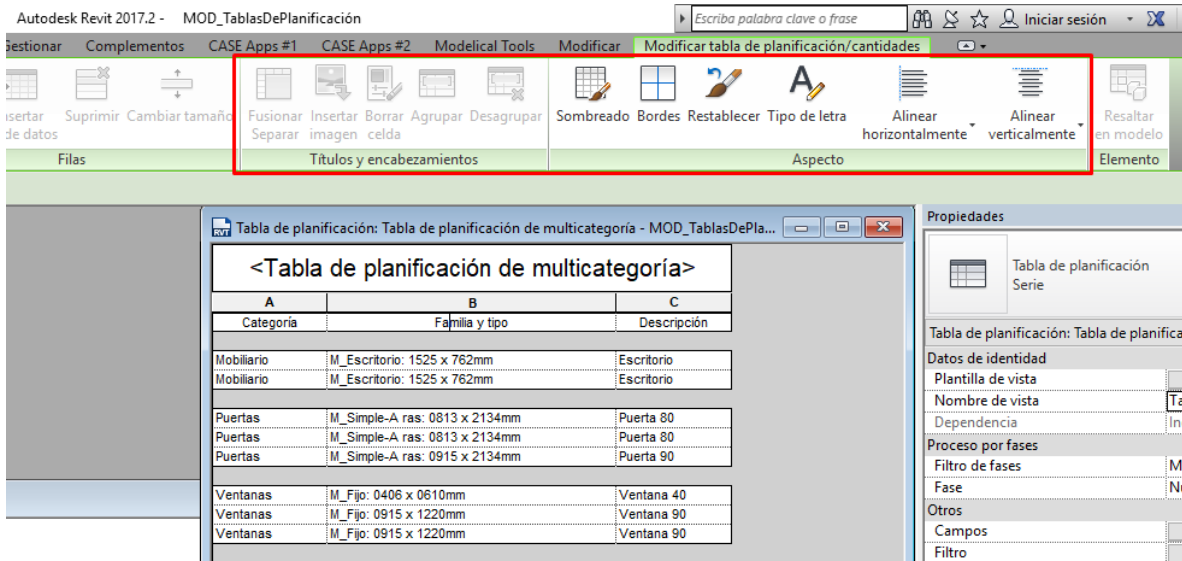 Autodesk Revit 2017.2 - MOD_TablasDePlanificación
Escriba palabra clave o frase
Iniciar sesión
Gestionar Complementos CASE Apps #1 CASE Apps #2 Modelical Tools Modificar Modificar tabla de planificación/cantidades
Suprimir Cambiar tamaño Fusionar Insertar Borrar Agrupar Desagrupar Sombreado Bordes Restablecer Tipo de letra Alinear Alinear Resaltar
de datos Separar imagen celda horizontalmente verticalmente en modelo
Filas Títulos y encabezamientos Aspecto Elemento
RVT Tabla de planificación: Tabla de planificación de multicategoría - MOD_TablasDePla...
<Tabla de planificación de multicategoría>
A B C
Categoría Familia y tipo Descripción
Mobiliario M_Escritorio: 1525 x 762mm Escritorio
Mobiliario M_Escritorio: 1525 x 762mm Escritorio
Puertas M_Simple-A ras: 0813 x 2134mm Puerta 80
Puertas M_Simple-A ras: 0813 x 2134mm Puerta 80
Puertas M_Simple-A ras: 0915 x 2134mm Puerta 90
Ventanas M_Fijo: 0406 x 0610mm Ventana 40
Ventanas M_Fijo: 0915 x 1220mm Ventana 90
Ventanas M_Fijo: 0915 x 1220mm Ventana 90
Propiedades
Tabla de planificación
Serie
Tabla de planificación: Tabla de planifica
Datos de identidad
Plantilla de vista
Nombre de vista
Dependencia
Proceso por fases
Filtro de fases
Fase
Otros
Campos
Filtro